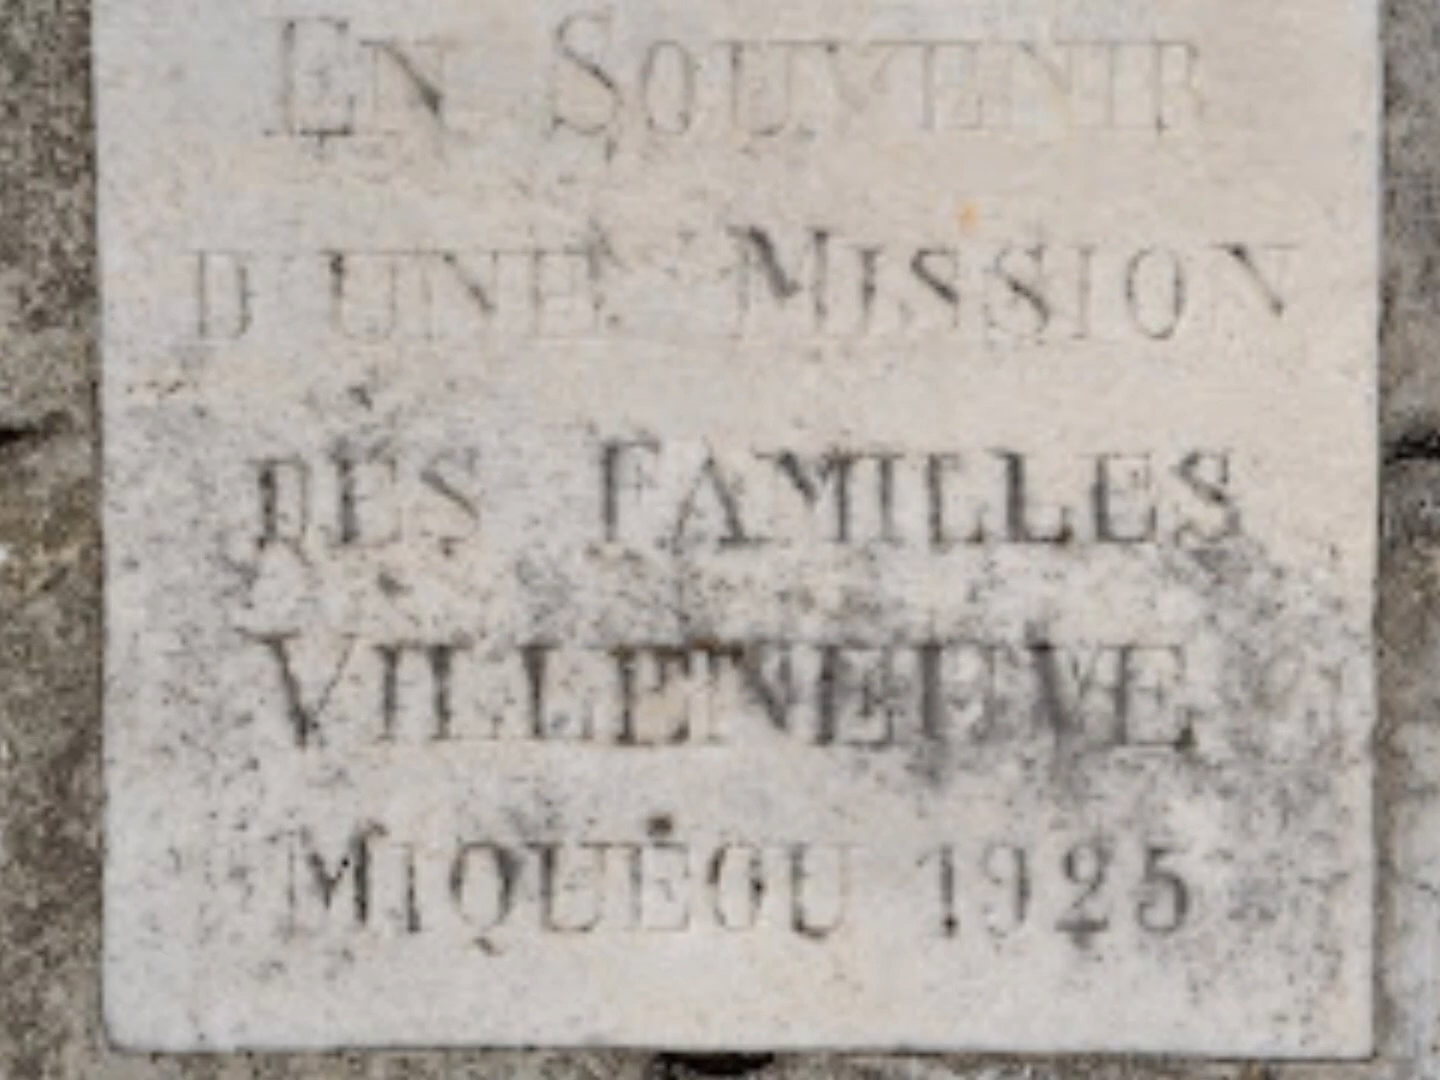 En Souvenir
d'une Mission
des Familles
Villeneuve
Miquéou 1925